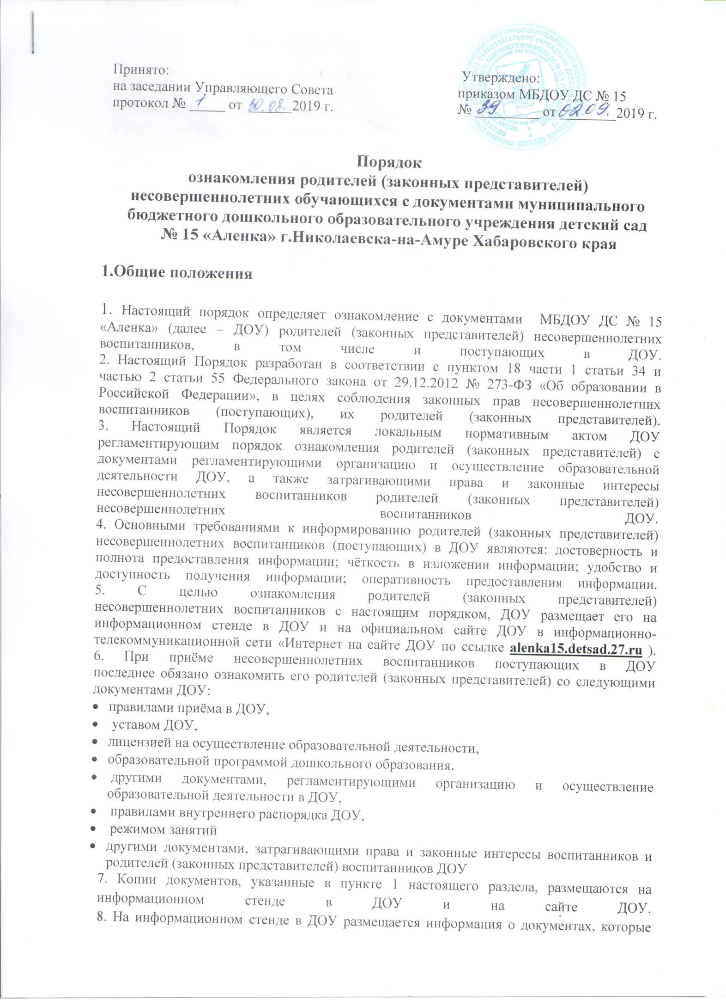 Принято:
на заседании Управляющего Совета
протокол № 1 от 30.08.2019 г.
Утверждено:
приказом МБДОУ ДС № 15
№ 39 от 02.09.2019 г.
Порядок
ознакомления родителей (законных представителей)
несовершеннолетних обучающихся с документами муниципального
бюджетного дошкольного образовательного учреждения детский сад
№ 15 «Аленка» г.Николаевска-на-Амуре Хабаровского края
1.Общие положения
1. Настоящий порядок определяет ознакомление с документами МБДОУ ДС № 15
«Аленка» (далее – ДОУ) родителей (законных представителей) несовершеннолетних
воспитанников, в том числе и поступающих в ДОУ.
2. Настоящий Порядок разработан в соответствии с пунктом 18 части 1 статьи 34 и
частью 2 статьи 55 Федерального закона от 29.12.2012 № 273-ФЗ «Об образовании в
Российской Федерации», в целях соблюдения законных прав несовершеннолетних
воспитанников (поступающих), их родителей (законных представителей).
3. Настоящий Порядок является локальным нормативным актом ДОУ
регламентирующим порядок ознакомления родителей (законных представителей) с
документами регламентирующими организацию и осуществление образовательной
деятельности ДОУ, а также затрагивающими права и законные интересы
несовершеннолетних воспитанников родителей (законных представителей)
несовершеннолетних воспитанников ДОУ.
4. Основными требованиями к информированию родителей (законных представителей)
несовершеннолетних воспитанников (поступающих) в ДОУ являются: достоверность и
полнота предоставления информации; чёткость в изложении информации; удобство и
доступность получения информации; оперативность предоставления информации.
5. С целью ознакомления родителей (законных представителей)
несовершеннолетних воспитанников с настоящим порядком, ДОУ размещает его на
информационном стенде в ДОУ и на официальном сайте ДОУ в информационно-
телекоммуникационной сети «Интернет на сайте ДОУ по ссылке alenka15.detsad.27.ru ).
6. При приёме несовершеннолетних воспитанников поступающих в ДОУ
последнее обязано ознакомить его родителей (законных представителей) со следующими
документами ДОУ:
• правилами приёма в ДОУ,
• уставом ДОУ,
• лицензией на осуществление образовательной деятельности,
• образовательной программой дошкольного образования.
• другими документами, регламентирующими организацию и осуществление
образовательной деятельности в ДОУ,
• правилами внутреннего распорядка ДОУ,
• режимом занятий
• другими документами, затрагивающими права и законные интересы воспитанников и
родителей (законных представителей) воспитанников ДОУ
7. Копии документов, указанные в пункте 1 настоящего раздела, размещаются на
информационном стенде в ДОУ и на сайте ДОУ.
8. На информационном стенде в ДОУ размещается информация о документах, которые